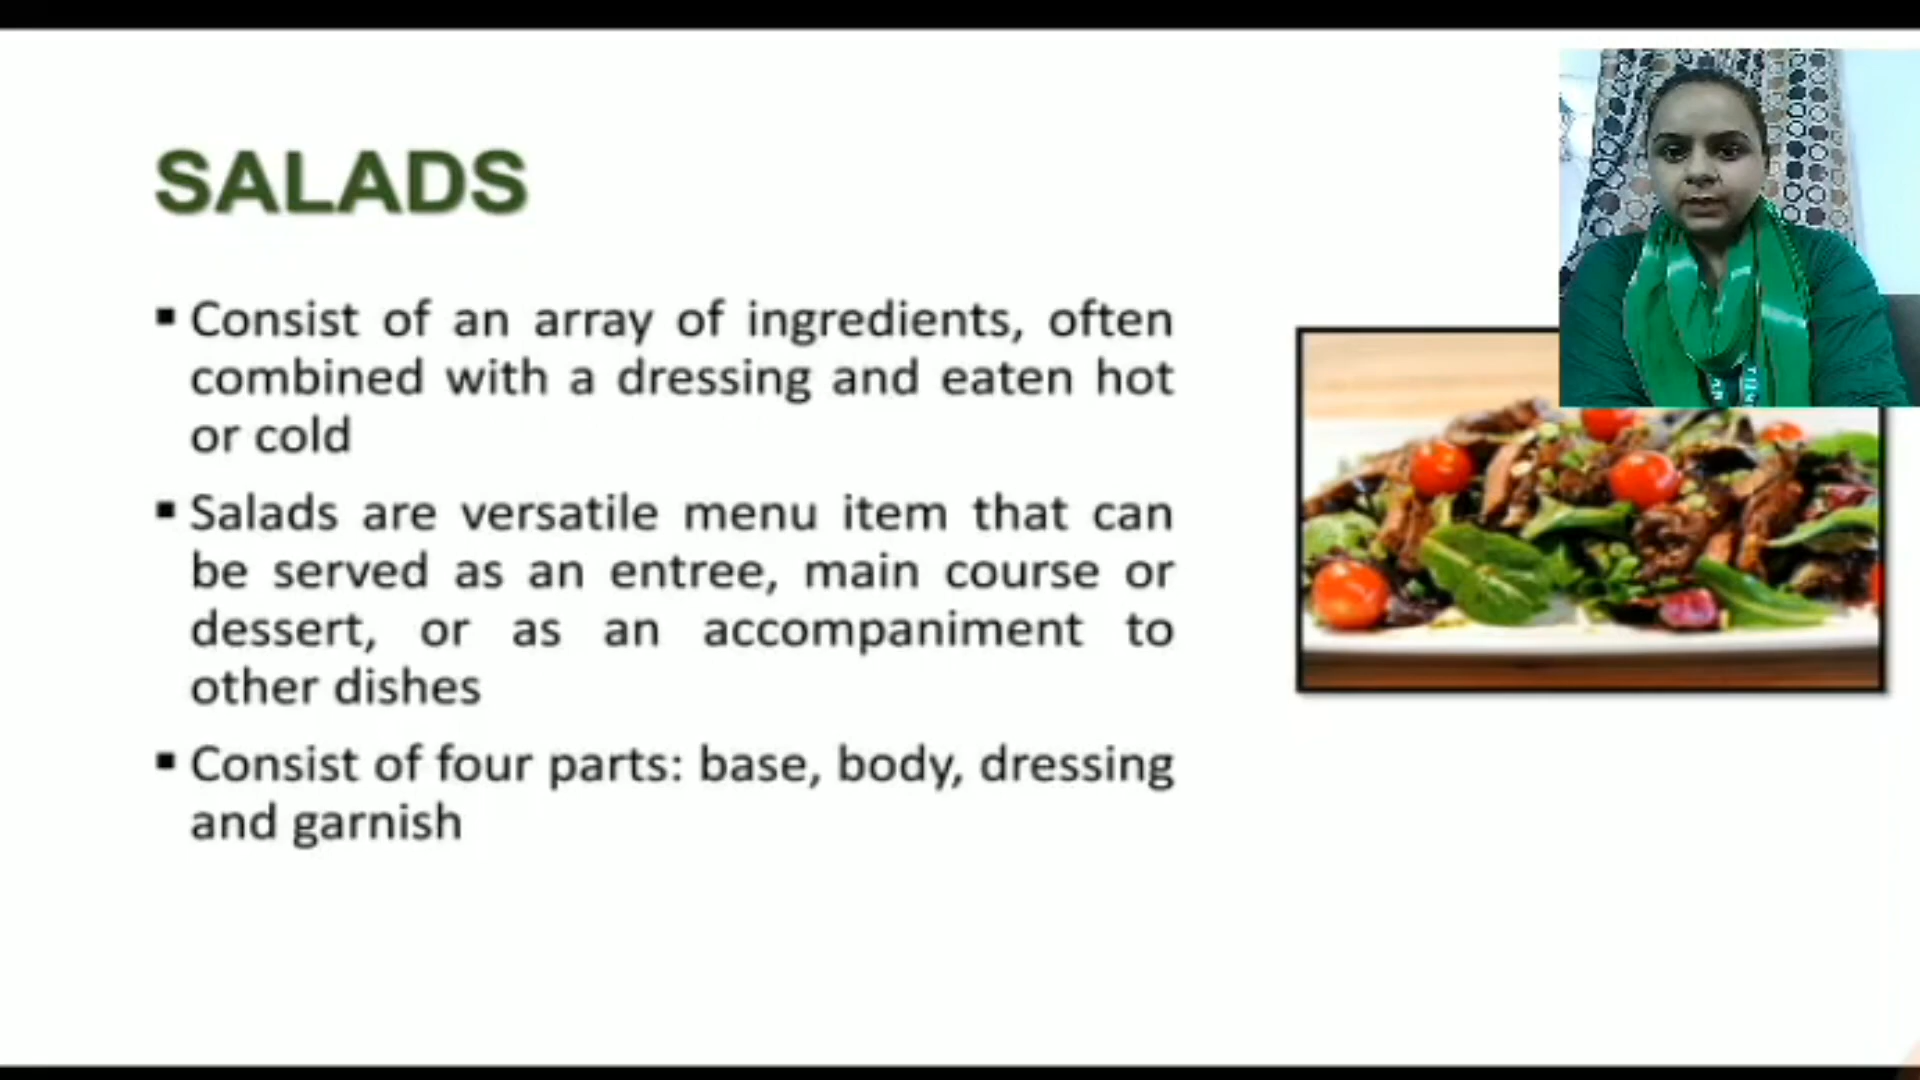 SALADS
▪ Consist of an array of ingredients, often
combined with a dressing and eaten hot
or cold
▪ Salads are versatile menu item that can
be served as an entree, main course or
dessert, or as an accompaniment to
other dishes
▪ Consist of four parts: base, body, dressing
and garnish